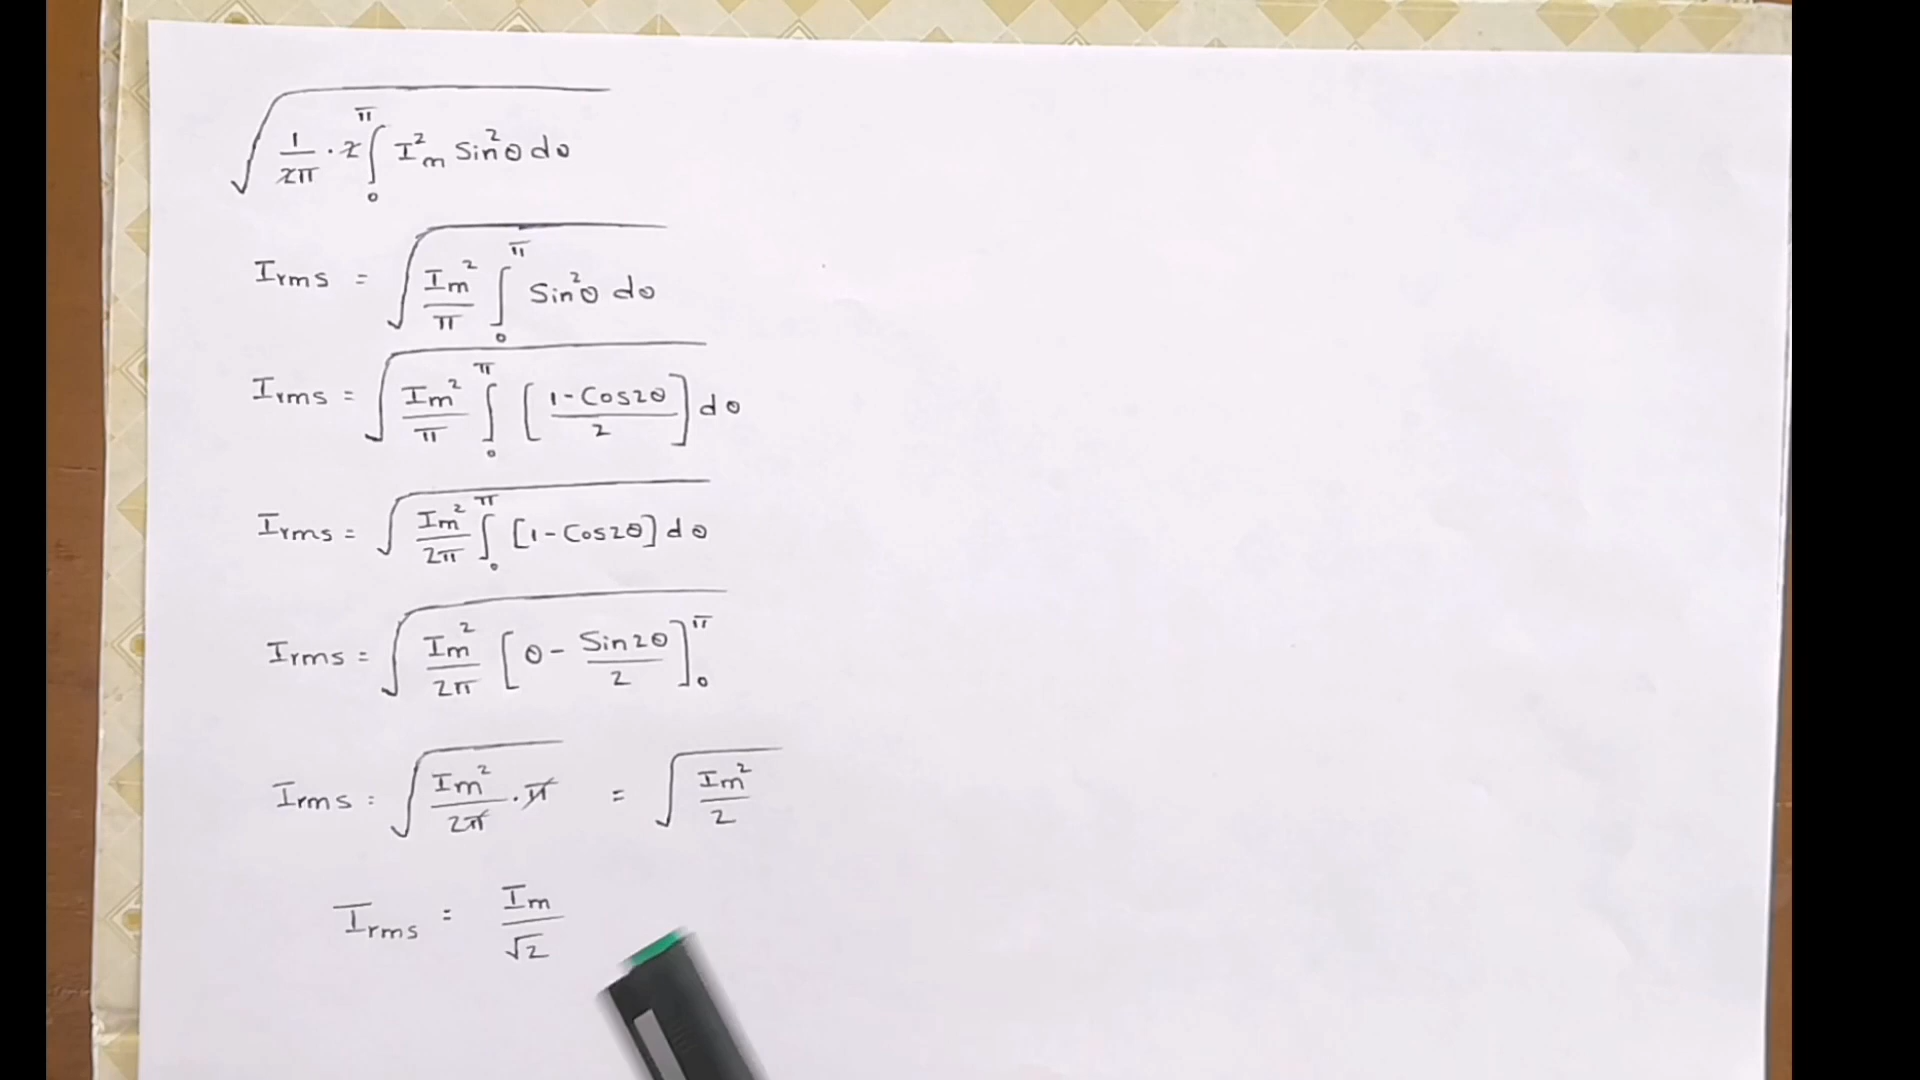 √(1/2π · 2 ∫₀^π I²m Sin²θ dθ)
Irms = √(Im²/π ∫₀^π Sin²θ dθ)
Irms = √(Im²/π ∫₀^π [(1-Cos2θ)/2] dθ)
Irms = √(Im²/2π ∫₀^π [1-Cos2θ] dθ)
Irms = √(Im²/2π [θ - Sin2θ/2]₀^π)
Irms = √(Im²/2π · π) = √(Im²/2)
Irms = Im/√2